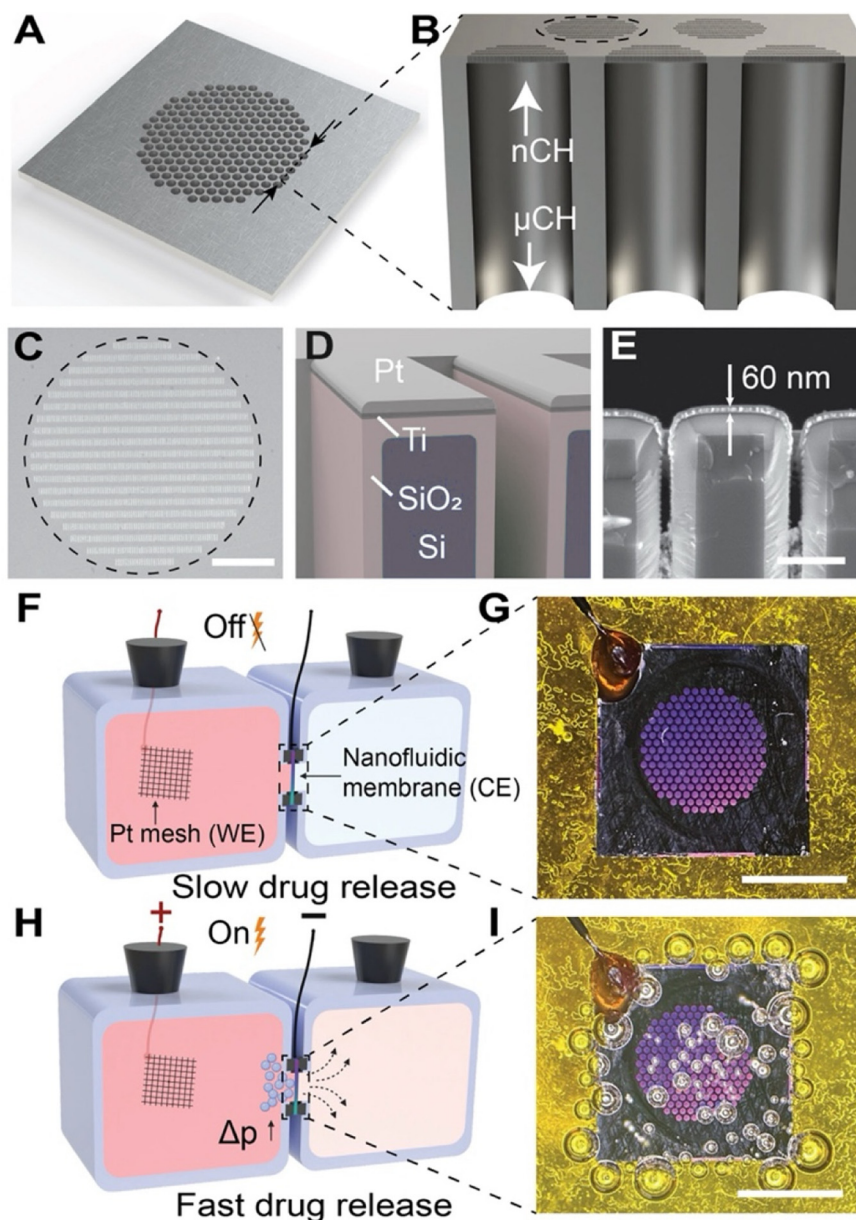 A
B
nCH
μCH
C
D
Pt
Ti
SiO₂
Si
E
60 nm
F
Off
Nanofluidic
membrane (CE)
Pt mesh (WE)
Slow drug release
G
H
+
On
−
Δp
Fast drug release
I